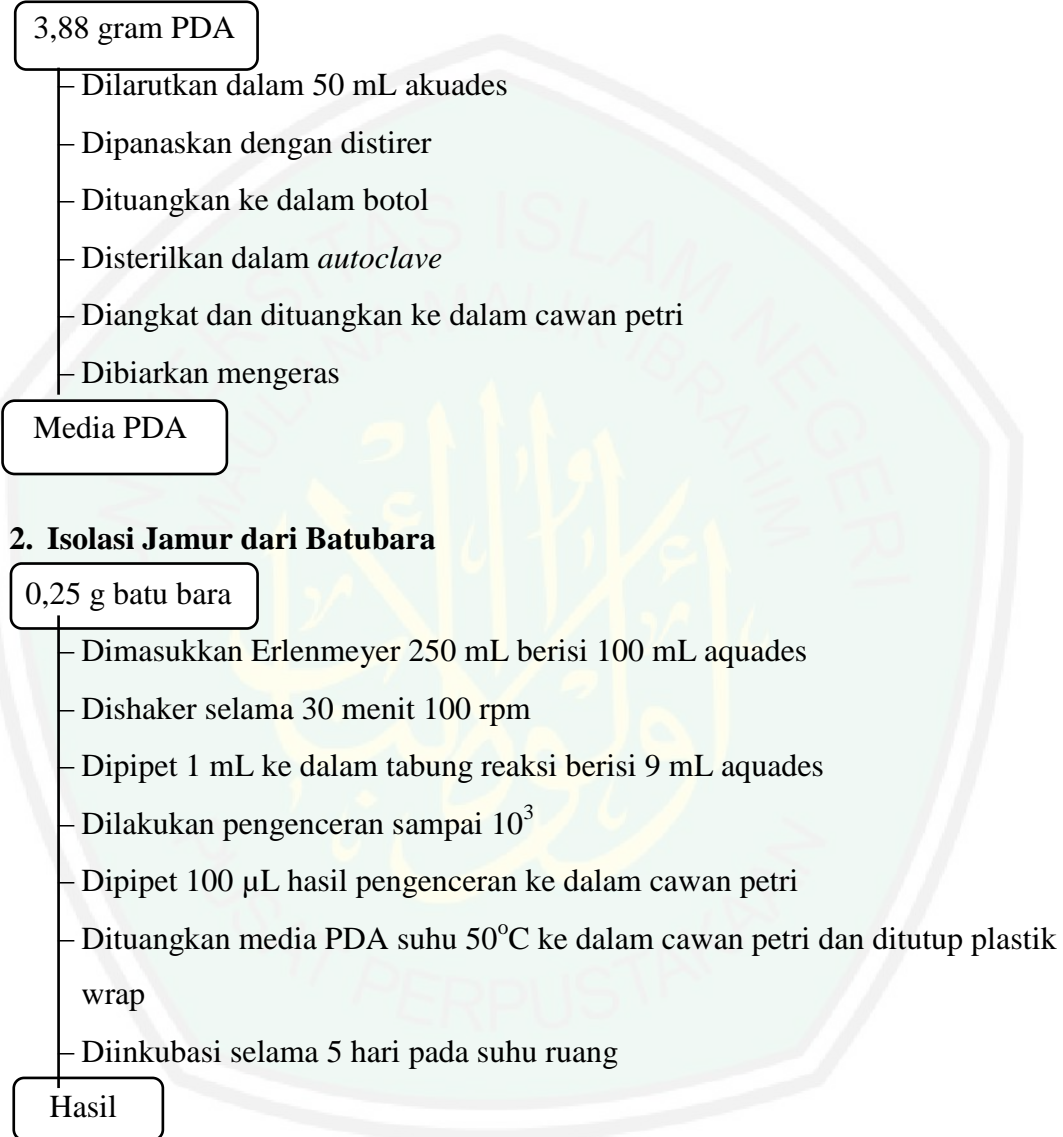 3,88 gram PDA
– Dilarutkan dalam 50 mL akuades
– Dipanaskan dengan distirer
– Dituangkan ke dalam botol
– Disterilkan dalam autoclave
– Diangkat dan dituangkan ke dalam cawan petri
– Dibiarkan mengeras
Media PDA
2. Isolasi Jamur dari Batubara
0,25 g batu bara
– Dimasukkan Erlenmeyer 250 mL berisi 100 mL aquades
– Dishaker selama 30 menit 100 rpm
– Dipipet 1 mL ke dalam tabung reaksi berisi 9 mL aquades
– Dilakukan pengenceran sampai 10³
– Dipipet 100 µL hasil pengenceran ke dalam cawan petri
– Dituangkan media PDA suhu 50°C ke dalam cawan petri dan ditutup plastik
wrap
– Diinkubasi selama 5 hari pada suhu ruang
Hasil
MAULANA MALIK IBRAHIM
PUSAT PERPUSTAKAAN